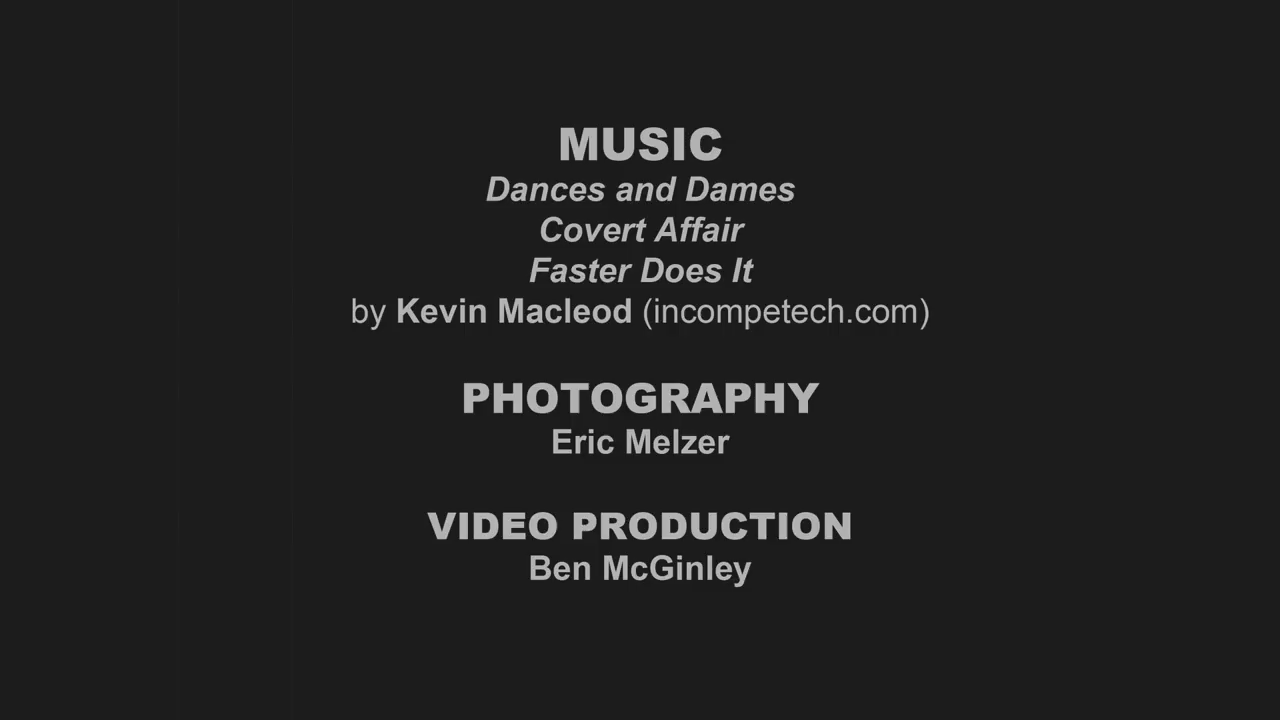 MUSIC
Dances and Dames
Covert Affair
Faster Does It
by Kevin Macleod (incompetech.com)
PHOTOGRAPHY
Eric Melzer
VIDEO PRODUCTION
Ben McGinley